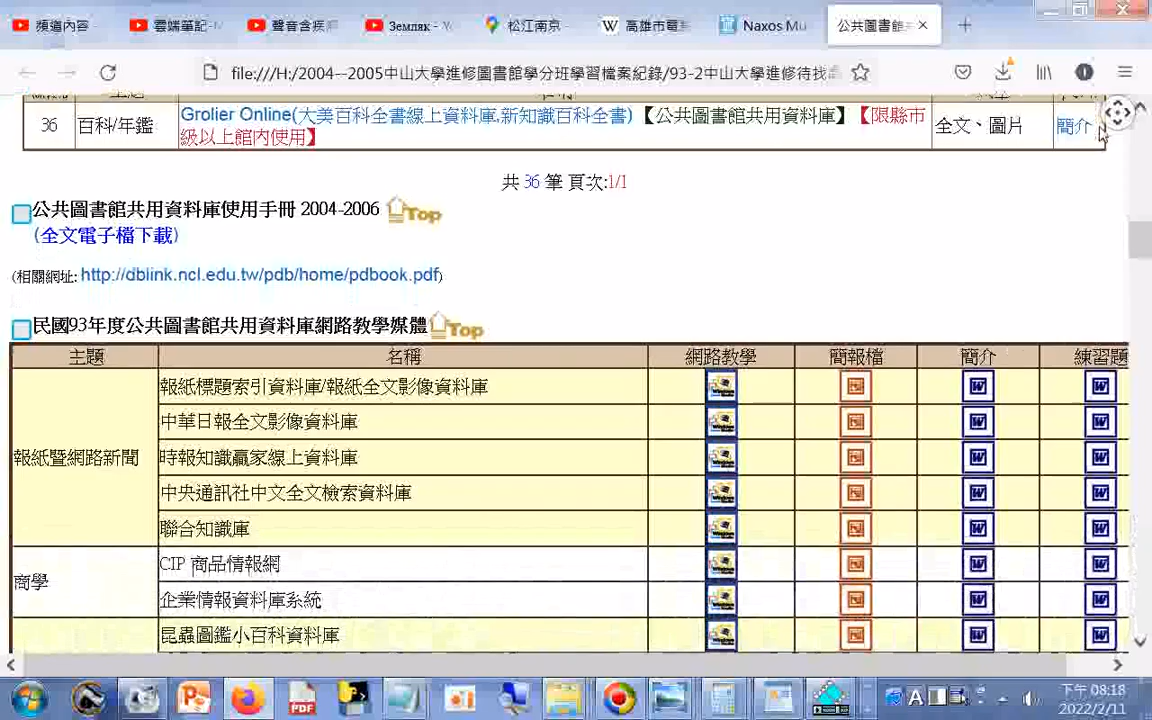 頻道內容
雲端筆記-
聲音含疾
Земляк -
松江南京
高雄市電
Naxos Mu
公共圖書館
file:///H:/2004--2005中山大學進修圖書館學分班學習檔案紀錄/93-2中山大學進修待找
36 百科/年鑑 Grolier Online(大美百科全書線上資料庫,新知識百科全書)【公共圖書館共用資料庫】【限縣市
級以上館內使用】 全文、圖片 簡介
共 36 筆 頁次:1/1
公共圖書館共用資料庫使用手冊 2004-2006 Top
(全文電子檔下載)
(相關網址: http://dblink.ncl.edu.tw/pdb/home/pdbook.pdf)
民國93年度公共圖書館共用資料庫網路教學媒體 Top
主題 名稱 網路教學 簡報檔 簡介 練習題
報紙暨網路新聞
報紙標題索引資料庫/報紙全文影像資料庫
中華日報全文影像資料庫
時報知識贏家線上資料庫
中央通訊社中文全文檢索資料庫
聯合知識庫
商學
CIP 商品情報網
企業情報資料庫系統
昆蟲圖鑑小百科資料庫
下午 08:18
2022/2/11